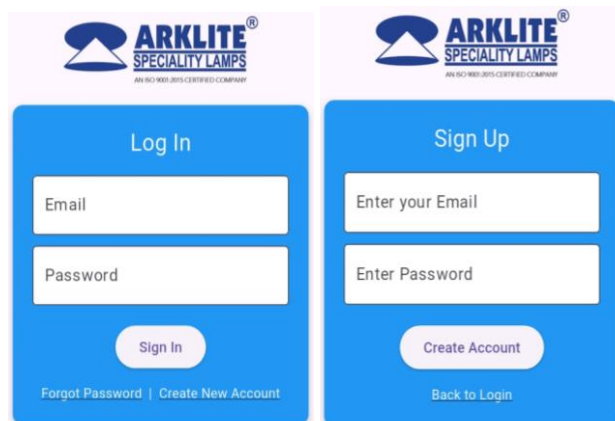 ARKLITE®
SPECIALITY LAMPS
AN ISO 9001:2015 CERTIFIED COMPANY
Log In
Email
Password
Sign In
Forgot Password | Create New Account
ARKLITE®
SPECIALITY LAMPS
AN ISO 9001:2015 CERTIFIED COMPANY
Sign Up
Enter your Email
Enter Password
Create Account
Back to Login